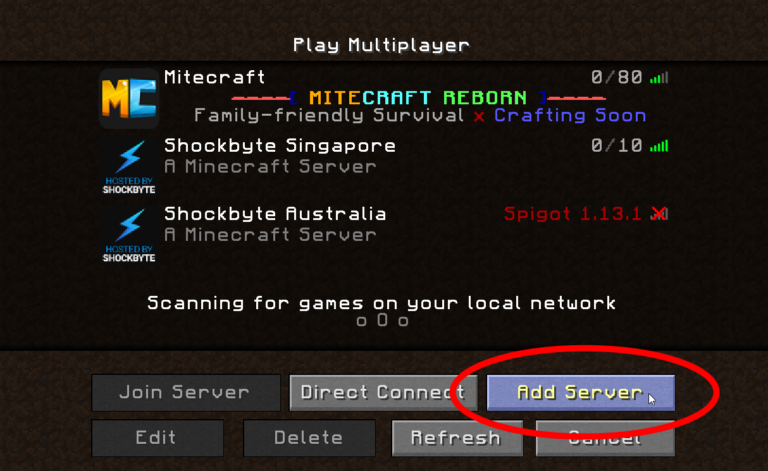 Play Multiplayer
MC Mitecraft 0/80
----[ MITECRAFT REBORN ]----
Family-friendly Survival × Crafting Soon
Shockbyte Singapore 0/10
A Minecraft Server
HOSTED BY
SHOCKBYTE
Shockbyte Australia Spigot 1.13.1
A Minecraft Server
HOSTED BY
SHOCKBYTE
Scanning for games on your local network
o O o
Join Server Direct Connect Add Server
Edit Delete Refresh Cancel